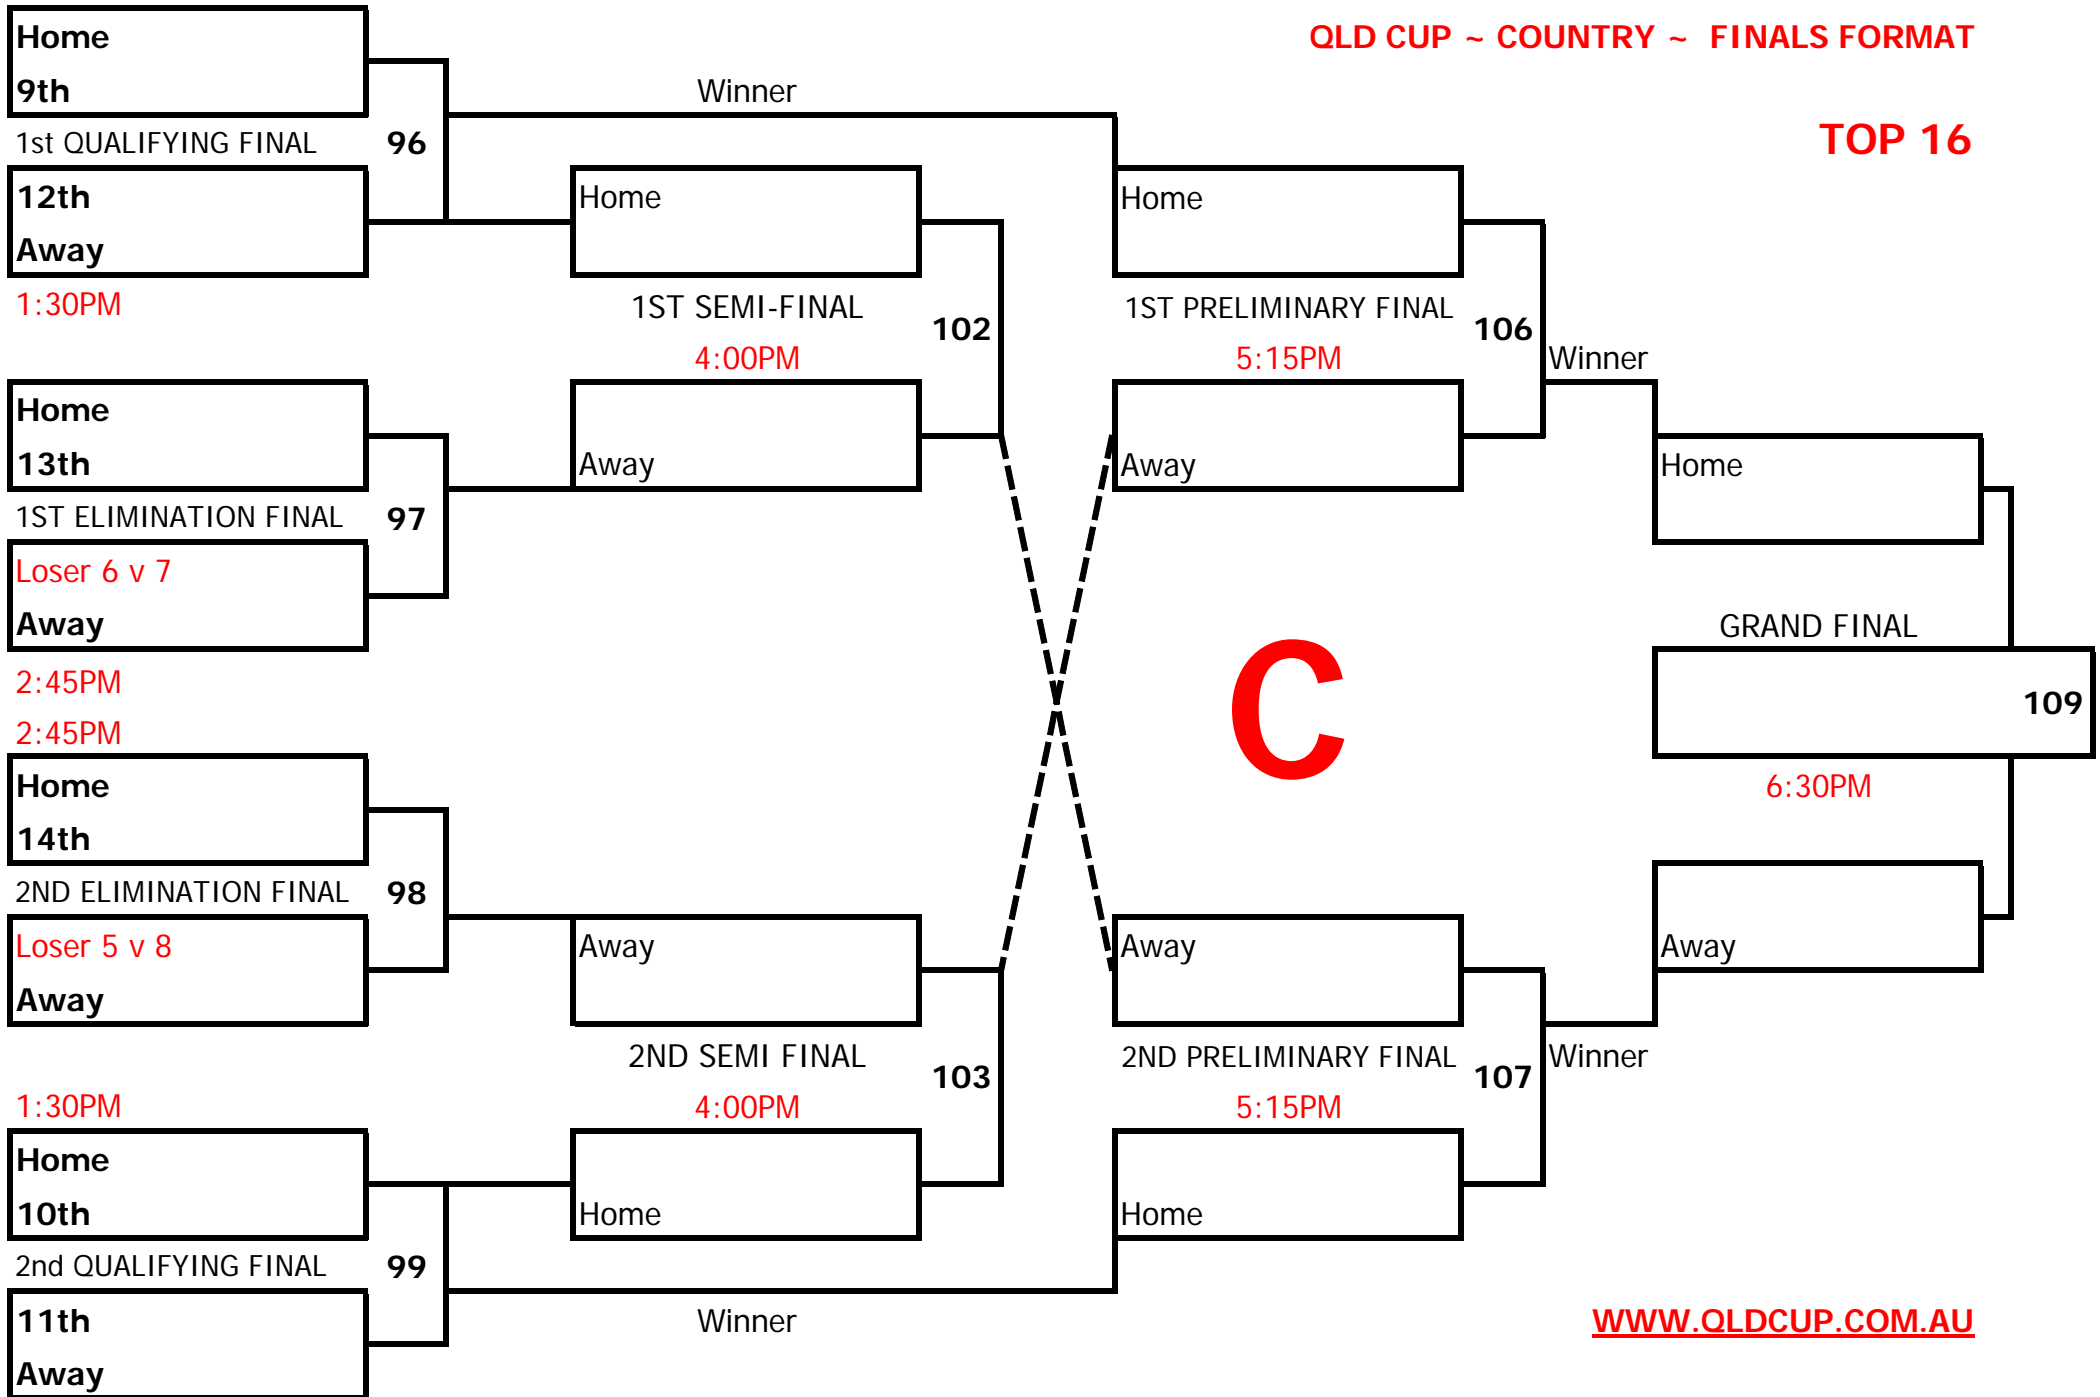 QLD CUP ~ COUNTRY ~ FINALS FORMAT
TOP 16
Home
9th
1st QUALIFYING FINAL
96
12th
Away
1:30PM
Winner
Home
13th
1ST ELIMINATION FINAL
97
Loser 6 v 7
Away
2:45PM
2:45PM
Home
14th
2ND ELIMINATION FINAL
98
Loser 5 v 8
Away
1:30PM
Home
10th
2nd QUALIFYING FINAL
99
11th
Away
Winner
Home
1ST SEMI-FINAL
102
4:00PM
Away
Away
2ND SEMI FINAL
103
4:00PM
Home
Home
1ST PRELIMINARY FINAL
106
5:15PM
Away
Winner
C
Away
2ND PRELIMINARY FINAL
107
5:15PM
Home
Winner
Home
GRAND FINAL
109
6:30PM
Away
WWW.QLDCUP.COM.AU